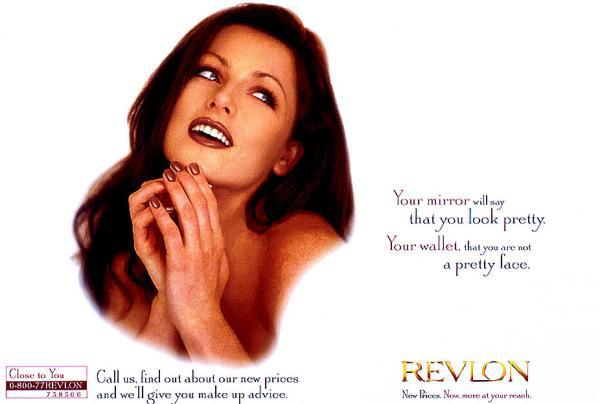 Your mirror will say
that you look pretty.
Your wallet, that you are not
a pretty face.
Close to You
0-800-77REVLON
738566
Call us, find out about our new prices
and we'll give you make up advice.
REVLON
New Prices. Now, more at your reach.